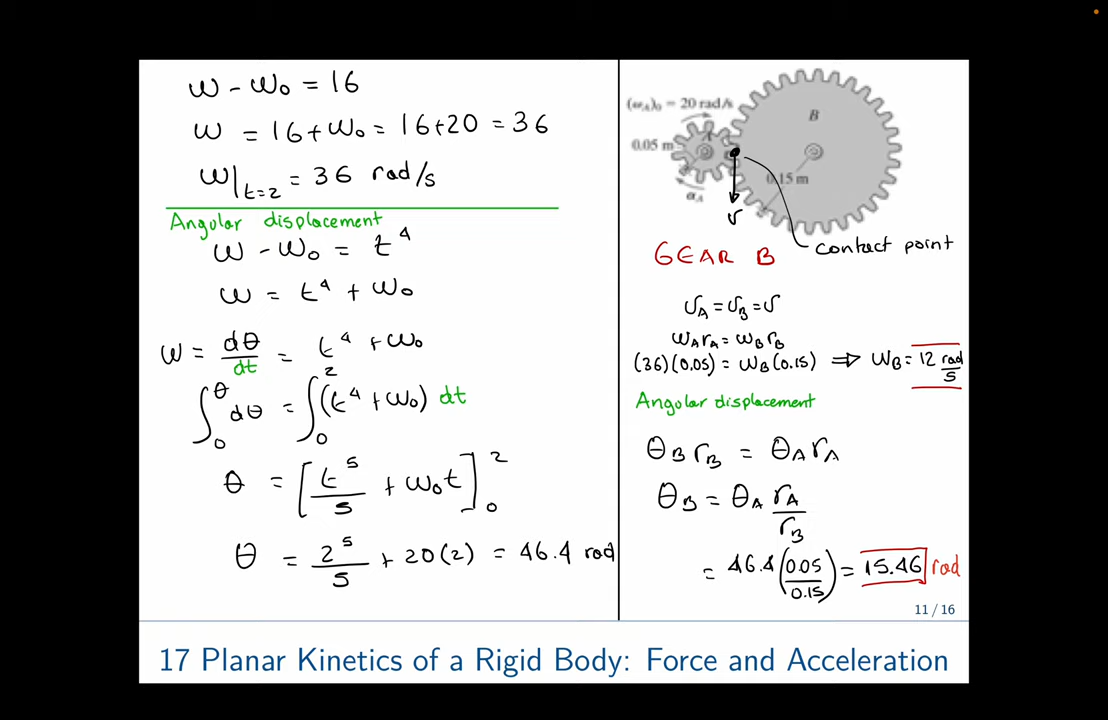 ω - ω₀ = 16
ω = 16 + ω₀ = 16+20 = 36
ω|t=2 = 36 rad/s
Angular displacement
ω - ω₀ = t⁴
ω = t⁴ + ω₀
ω = dθ/dt = t⁴ + ω₀
∫₀^θ dθ = ∫₀² (t⁴ + ω₀) dt
θ = [t⁵/5 + ω₀t]₀²
θ = 2⁵/5 + 20(2) = 46.4 rad
(ωA)₀ = 20 rad/s
B
A
0.05 m
0.15 m
αA
v
contact point
GEAR B
vA = vB = v
ωA rA = ωB rB
(36)(0.05) = ωB(0.15) ⇒ ωB = 12 rad/s
Angular displacement
θB rB = θA rA
θB = θA rA/rB
= 46.4 (0.05/0.15) = 15.46 rad
11 / 16
17 Planar Kinetics of a Rigid Body: Force and Acceleration